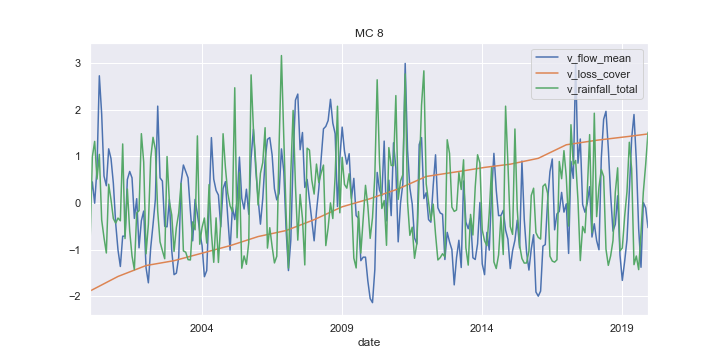 MC 8
v_flow_mean
v_loss_cover
v_rainfall_total
3
2
1
0
−1
−2
2004 2009 2014 2019
date